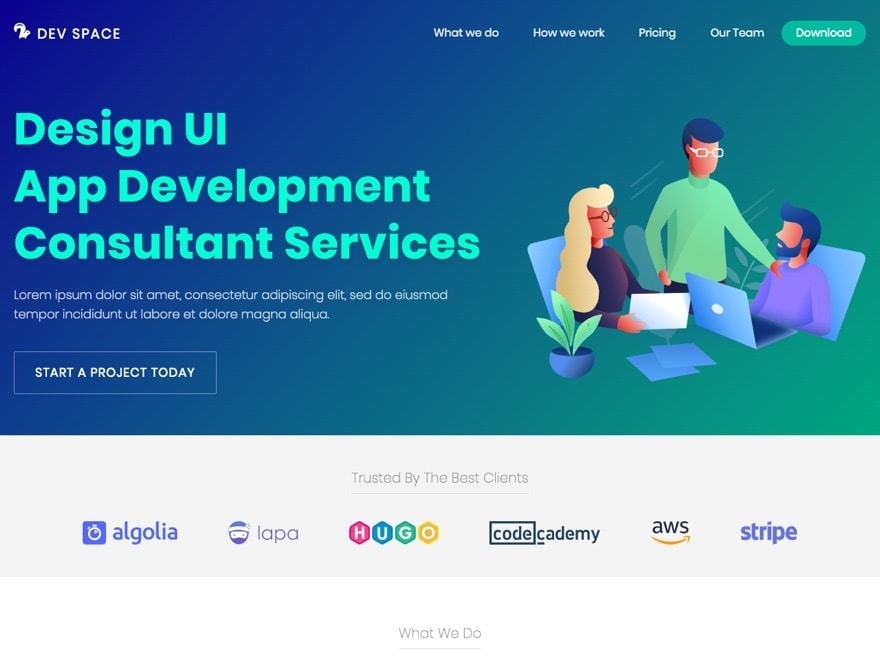 DEV SPACE
What we do
How we work
Pricing
Our Team
Download
Design UI
App Development
Consultant Services
Lorem ipsum dolor sit amet, consectetur adipiscing elit, sed do eiusmod
tempor incididunt ut labore et dolore magna aliqua.
START A PROJECT TODAY
Trusted By The Best Clients
algolia
lapa
HUGO
codecademy
aws
stripe
What We Do